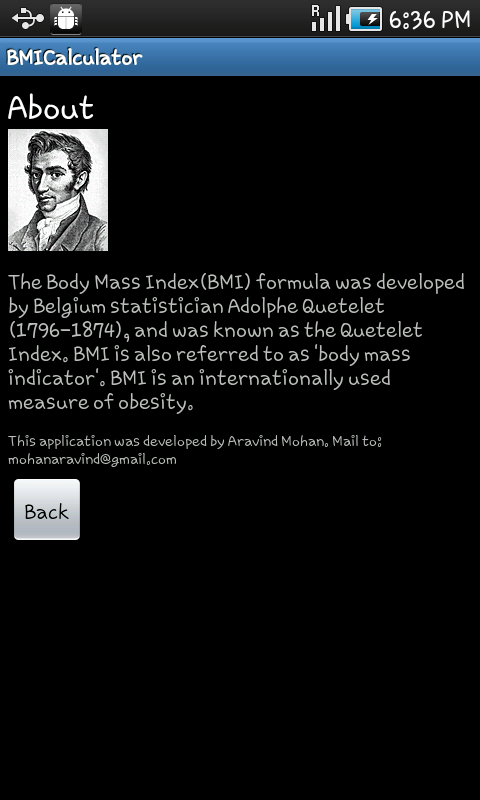 R
6:36 PM
BMICalculator
About
The Body Mass Index(BMI) formula was developed
by Belgium statistician Adolphe Quetelet
(1796-1874), and was known as the Quetelet
Index. BMI is also referred to as 'body mass
indicator'. BMI is an internationally used
measure of obesity.
This application was developed by Aravind Mohan. Mail to:
mohanaravind@gmail.com
Back